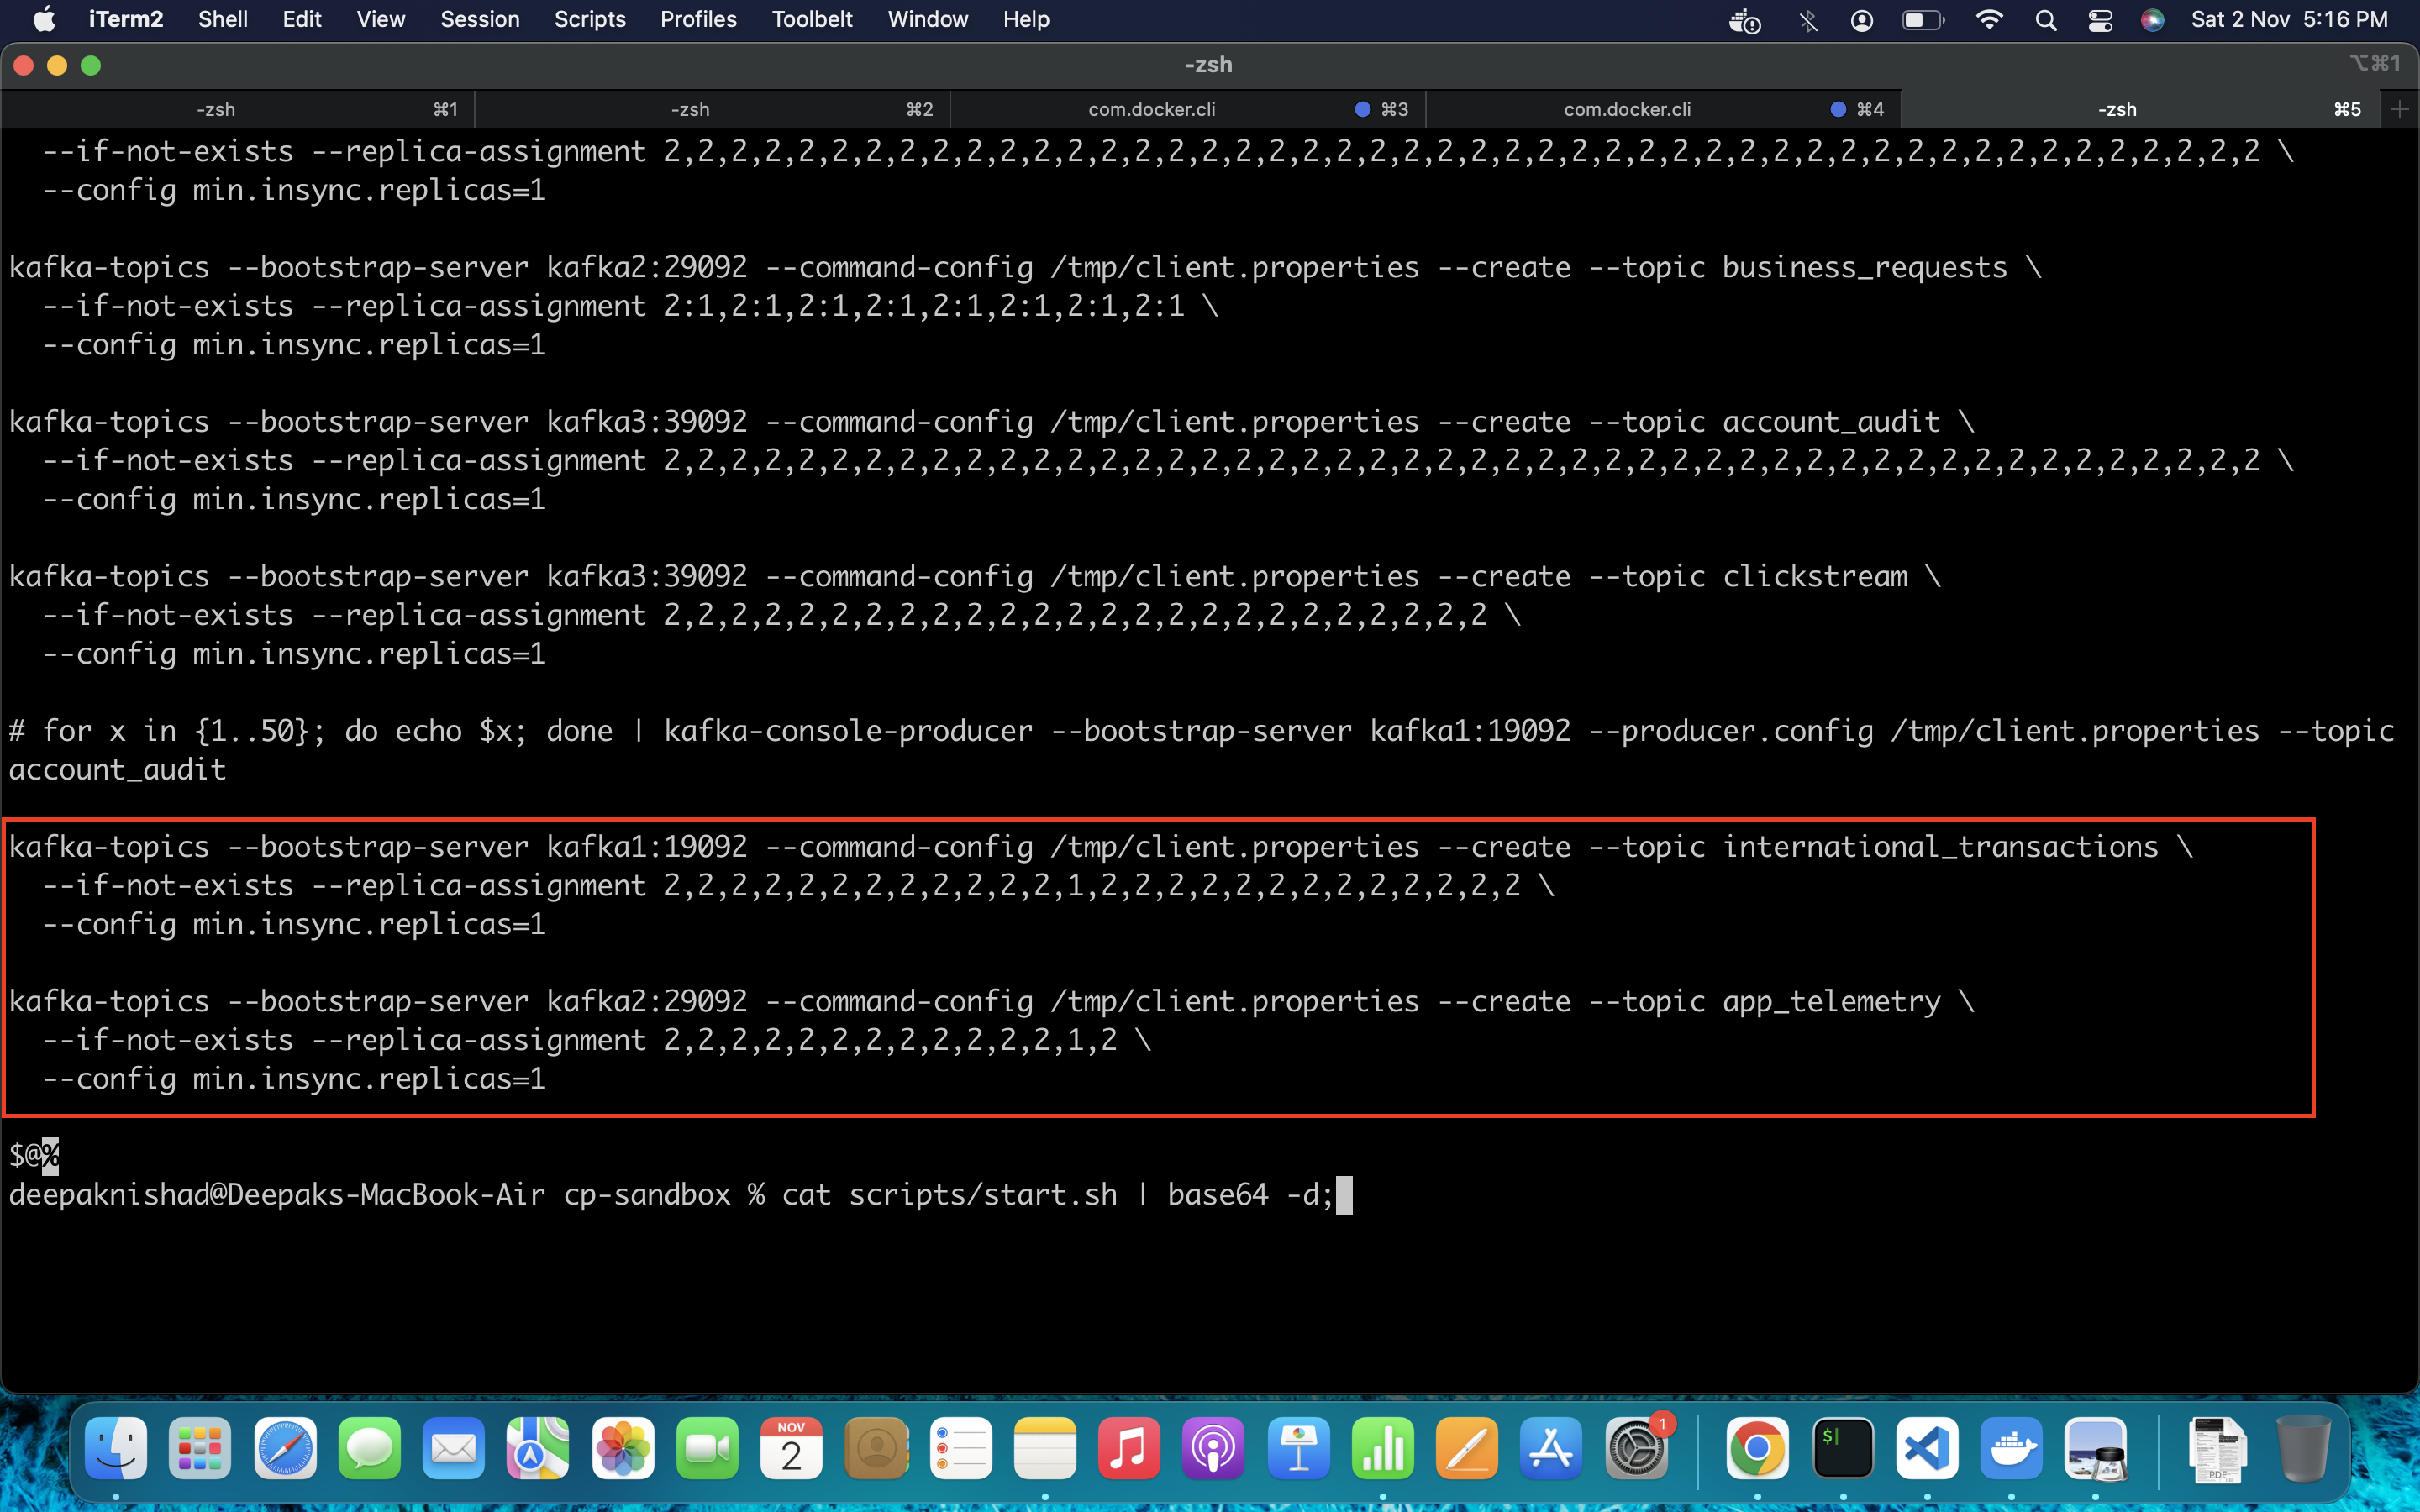 iTerm2 Shell Edit View Session Scripts Profiles Toolbelt Window Help Sat 2 Nov 5:16 PM
-zsh ⌥⌘1
-zsh ⌘1 -zsh ⌘2 com.docker.cli ⌘3 com.docker.cli ⌘4 -zsh ⌘5
--if-not-exists --replica-assignment 2,2,2,2,2,2,2,2,2,2,2,2,2,2,2,2,2,2,2,2,2,2,2,2,2,2,2,2,2,2,2,2,2,2,2,2,2,2,2,2,2,2,2,2,2,2,2,2 \
--config min.insync.replicas=1
kafka-topics --bootstrap-server kafka2:29092 --command-config /tmp/client.properties --create --topic business_requests \
--if-not-exists --replica-assignment 2:1,2:1,2:1,2:1,2:1,2:1,2:1,2:1 \
--config min.insync.replicas=1
kafka-topics --bootstrap-server kafka3:39092 --command-config /tmp/client.properties --create --topic account_audit \
--if-not-exists --replica-assignment 2,2,2,2,2,2,2,2,2,2,2,2,2,2,2,2,2,2,2,2,2,2,2,2,2,2,2,2,2,2,2,2,2,2,2,2,2,2,2,2,2,2,2,2,2,2,2,2 \
--config min.insync.replicas=1
kafka-topics --bootstrap-server kafka3:39092 --command-config /tmp/client.properties --create --topic clickstream \
--if-not-exists --replica-assignment 2,2,2,2,2,2,2,2,2,2,2,2,2,2,2,2,2,2,2,2,2,2,2,2,2 \
--config min.insync.replicas=1
# for x in {1..50}; do echo $x; done | kafka-console-producer --bootstrap-server kafka1:19092 --producer.config /tmp/client.properties --topic
account_audit
kafka-topics --bootstrap-server kafka1:19092 --command-config /tmp/client.properties --create --topic international_transactions \
--if-not-exists --replica-assignment 2,2,2,2,2,2,2,2,2,2,2,2,1,2,2,2,2,2,2,2,2,2,2,2,2,2 \
--config min.insync.replicas=1
kafka-topics --bootstrap-server kafka2:29092 --command-config /tmp/client.properties --create --topic app_telemetry \
--if-not-exists --replica-assignment 2,2,2,2,2,2,2,2,2,2,2,2,1,2 \
--config min.insync.replicas=1
$@%
deepaknishad@Deepaks-MacBook-Air cp-sandbox % cat scripts/start.sh | base64 -d;
NOV
2
1
$
PDF